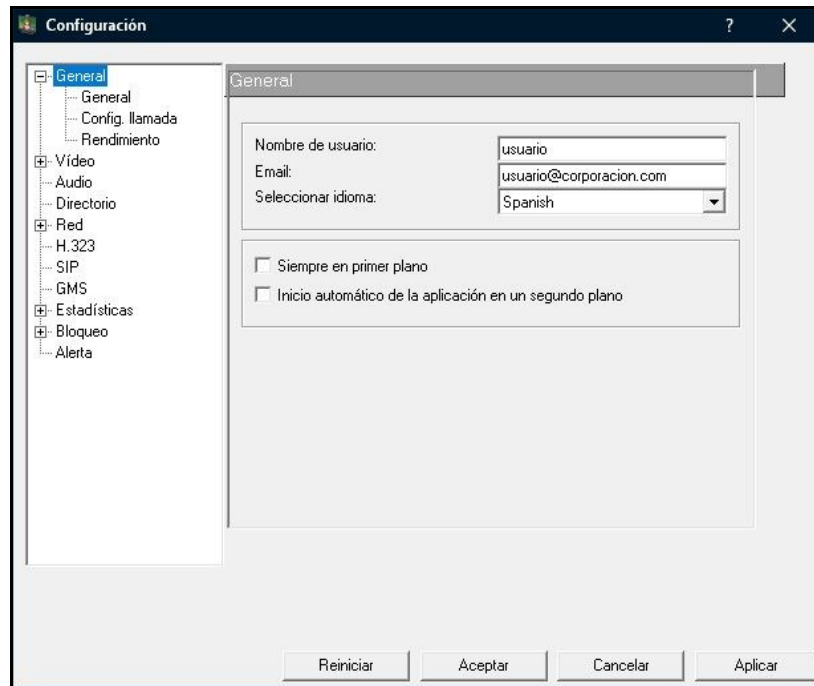 Configuración
General
General
Config. llamada
Rendimiento
Vídeo
Audio
Directorio
Red
H.323
SIP
GMS
Estadísticas
Bloqueo
Alerta
General
Nombre de usuario: usuario
Email: usuario@corporacion.com
Seleccionar idioma: Spanish
Siempre en primer plano
Inicio automático de la aplicación en un segundo plano
Reiniciar Aceptar Cancelar Aplicar